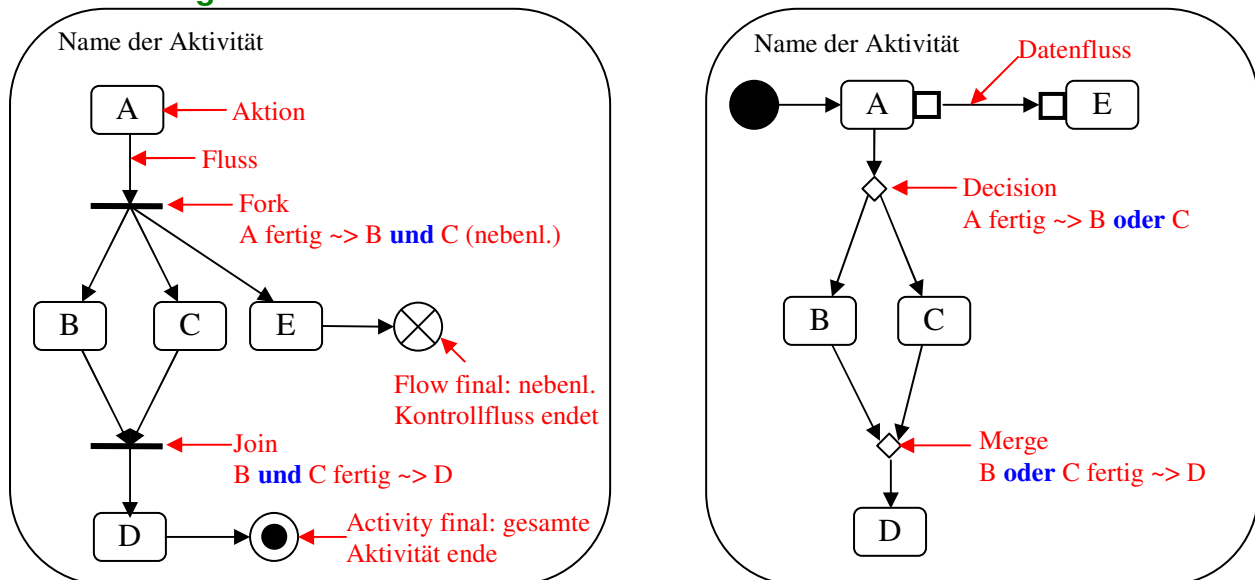 Name der Aktivität
A
Aktion
Fluss
Fork
A fertig ~> B und C (nebenl.)
B
C
E
Flow final: nebenl.
Kontrollfluss endet
Join
B und C fertig ~> D
D
Activity final: gesamte
Aktivität ende
Name der Aktivität
Datenfluss
A
E
Decision
A fertig ~> B oder C
B
C
Merge
B oder C fertig ~> D
D